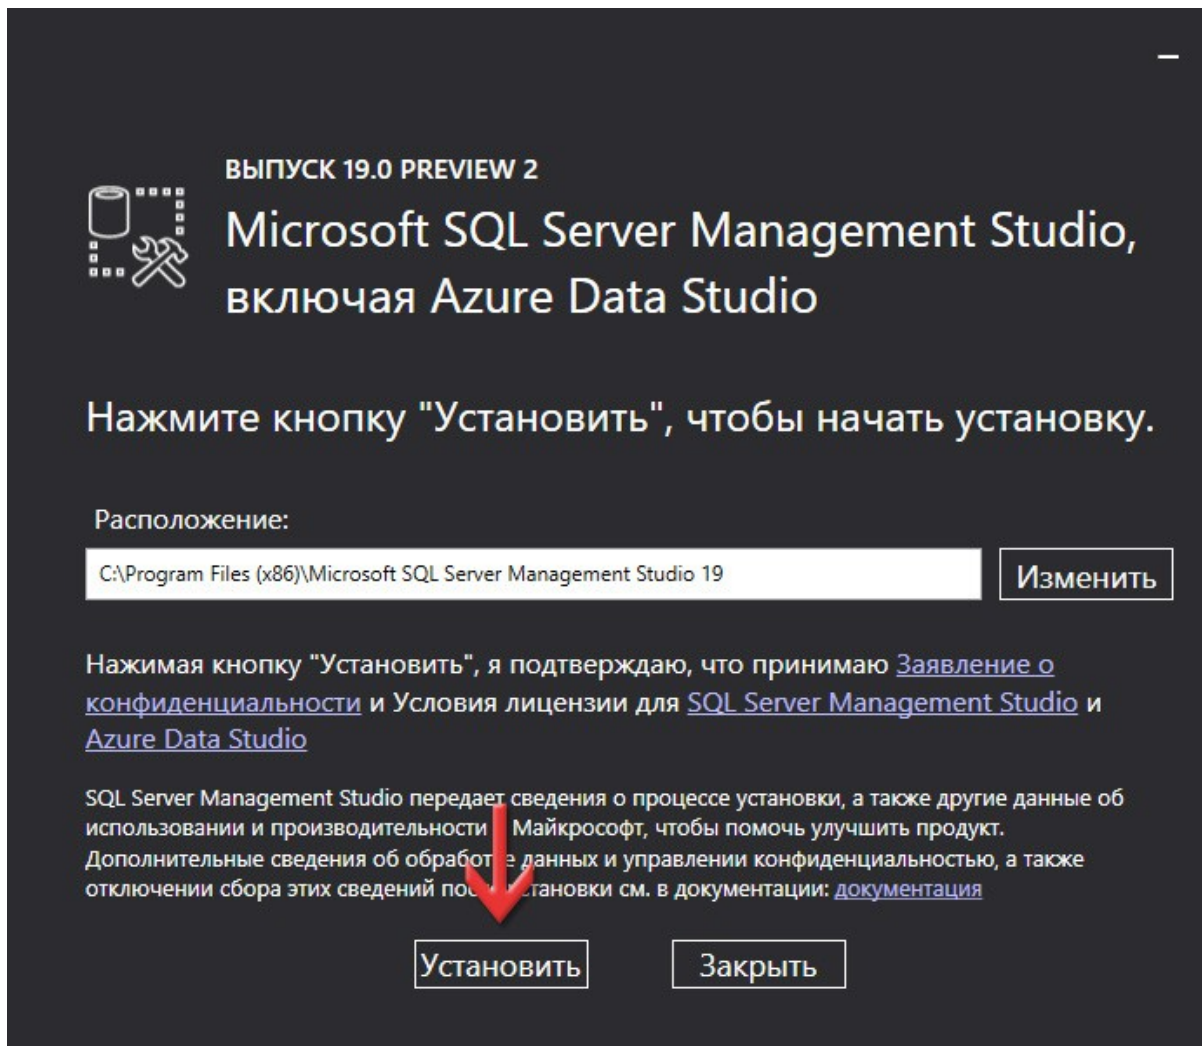 ВЫПУСК 19.0 PREVIEW 2
Microsoft SQL Server Management Studio,
включая Azure Data Studio
Нажмите кнопку "Установить", чтобы начать установку.
Расположение:
C:\Program Files (x86)\Microsoft SQL Server Management Studio 19
Изменить
Нажимая кнопку "Установить", я подтверждаю, что принимаю Заявление о
конфиденциальности и Условия лицензии для SQL Server Management Studio и
Azure Data Studio
SQL Server Management Studio передает сведения о процессе установки, а также другие данные об
использовании и производительности Майкрософт, чтобы помочь улучшить продукт.
Дополнительные сведения об обработке данных и управлении конфиденциальностью, а также
отключении сбора этих сведений см. в документации: документация
Установить
Закрыть